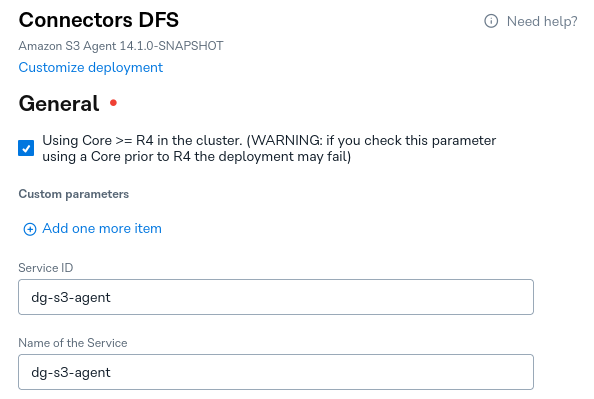 Connectors DFS
Need help?
Amazon S3 Agent 14.1.0-SNAPSHOT
Customize deployment
General
Using Core >= R4 in the cluster. (WARNING: if you check this parameter
using a Core prior to R4 the deployment may fail)
Custom parameters
Add one more item
Service ID
dg-s3-agent
Name of the Service
dg-s3-agent